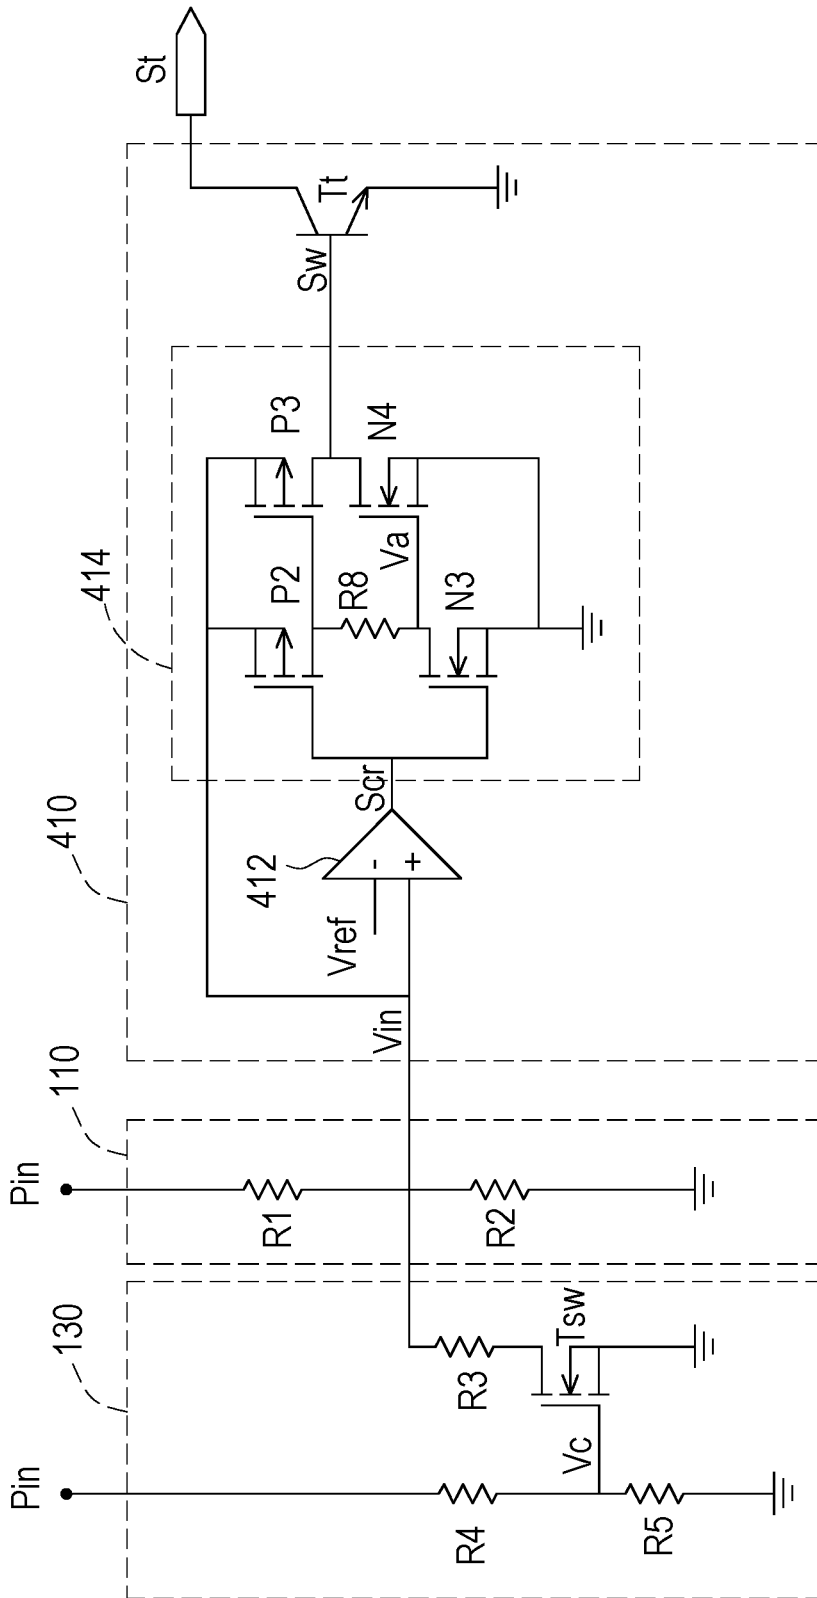 130
110
410
414
Pin
Pin
R4
R5
Vc
R3
Tsw
R1
R2
Vin
Vref
412
-
+
Scr
P2
R8
N3
Va
P3
N4
Sw
Tt
St